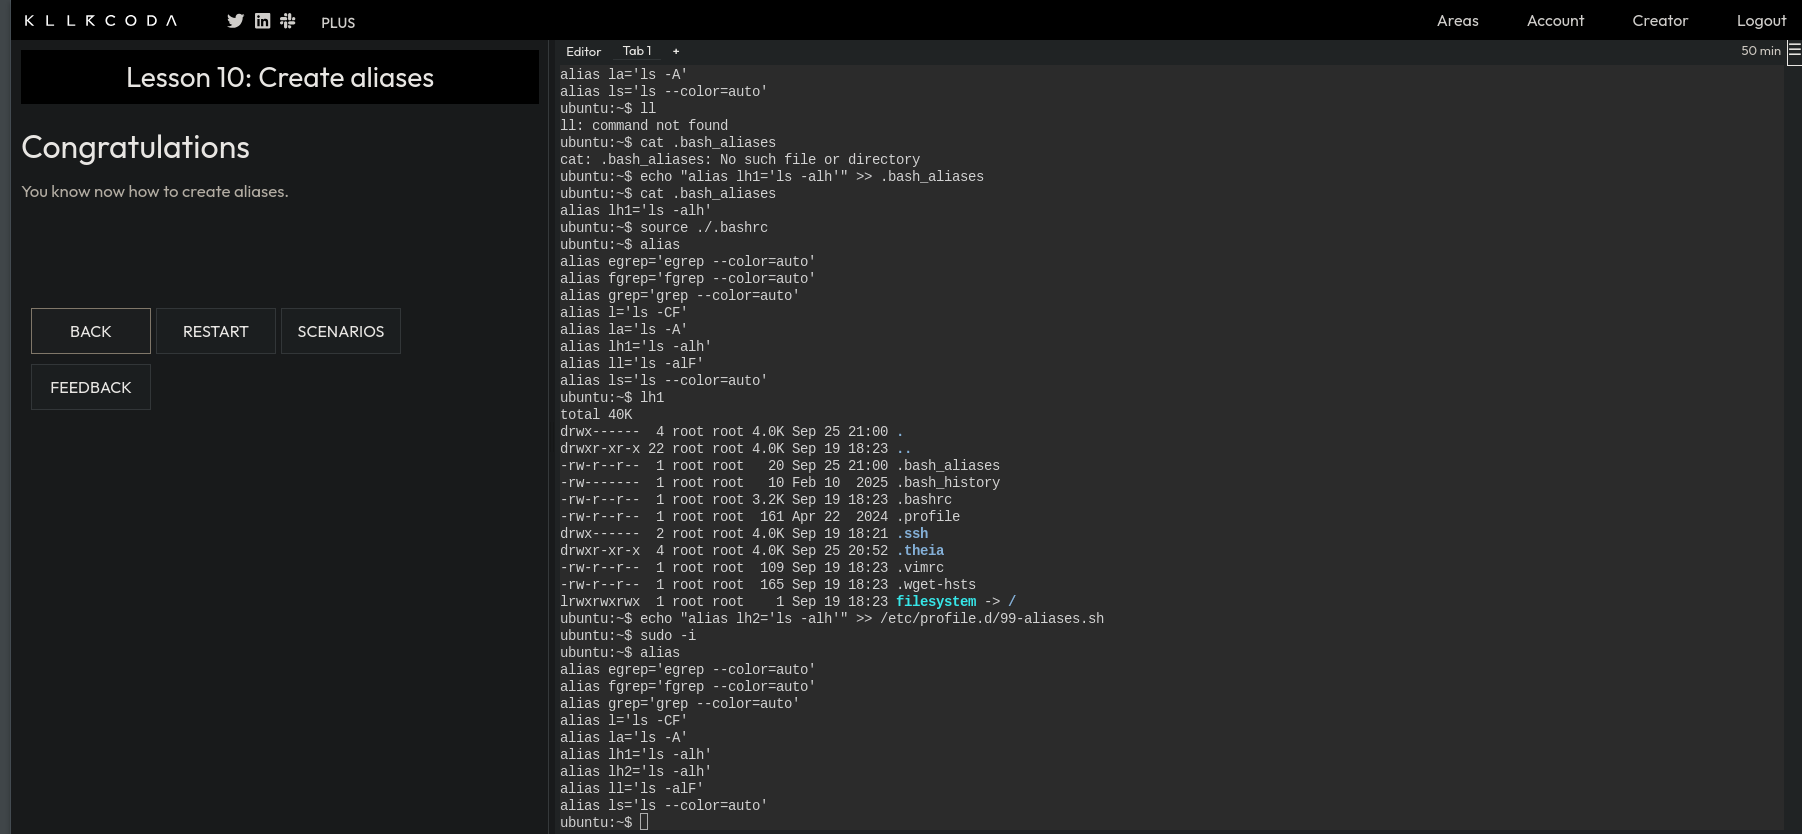 KILLERCODA PLUS Areas Account Creator Logout
Lesson 10: Create aliases
Congratulations
You know now how to create aliases.
BACK RESTART SCENARIOS
FEEDBACK
Editor Tab 1 + 50 min
alias la='ls -A'
alias ls='ls --color=auto'
ubuntu:~$ ll
ll: command not found
ubuntu:~$ cat .bash_aliases
cat: .bash_aliases: No such file or directory
ubuntu:~$ echo "alias lh1='ls -alh'" >> .bash_aliases
ubuntu:~$ cat .bash_aliases
alias lh1='ls -alh'
ubuntu:~$ source ./.bashrc
ubuntu:~$ alias
alias egrep='egrep --color=auto'
alias fgrep='fgrep --color=auto'
alias grep='grep --color=auto'
alias l='ls -CF'
alias la='ls -A'
alias lh1='ls -alh'
alias ll='ls -alF'
alias ls='ls --color=auto'
ubuntu:~$ lh1
total 40K
drwx------  4 root root 4.0K Sep 25 21:00 .
drwxr-xr-x 22 root root 4.0K Sep 19 18:23 ..
-rw-r--r--  1 root root   20 Sep 25 21:00 .bash_aliases
-rw-------  1 root root   10 Feb 10  2025 .bash_history
-rw-r--r--  1 root root 3.2K Sep 19 18:23 .bashrc
-rw-r--r--  1 root root  161 Apr 22  2024 .profile
drwx------  2 root root 4.0K Sep 19 18:21 .ssh
drwxr-xr-x  4 root root 4.0K Sep 25 20:52 .theia
-rw-r--r--  1 root root  109 Sep 19 18:23 .vimrc
-rw-r--r--  1 root root  165 Sep 19 18:23 .wget-hsts
lrwxrwxrwx  1 root root    1 Sep 19 18:23 filesystem -> /
ubuntu:~$ echo "alias lh2='ls -alh'" >> /etc/profile.d/99-aliases.sh
ubuntu:~$ sudo -i
ubuntu:~$ alias
alias egrep='egrep --color=auto'
alias fgrep='fgrep --color=auto'
alias grep='grep --color=auto'
alias l='ls -CF'
alias la='ls -A'
alias lh1='ls -alh'
alias lh2='ls -alh'
alias ll='ls -alF'
alias ls='ls --color=auto'
ubuntu:~$